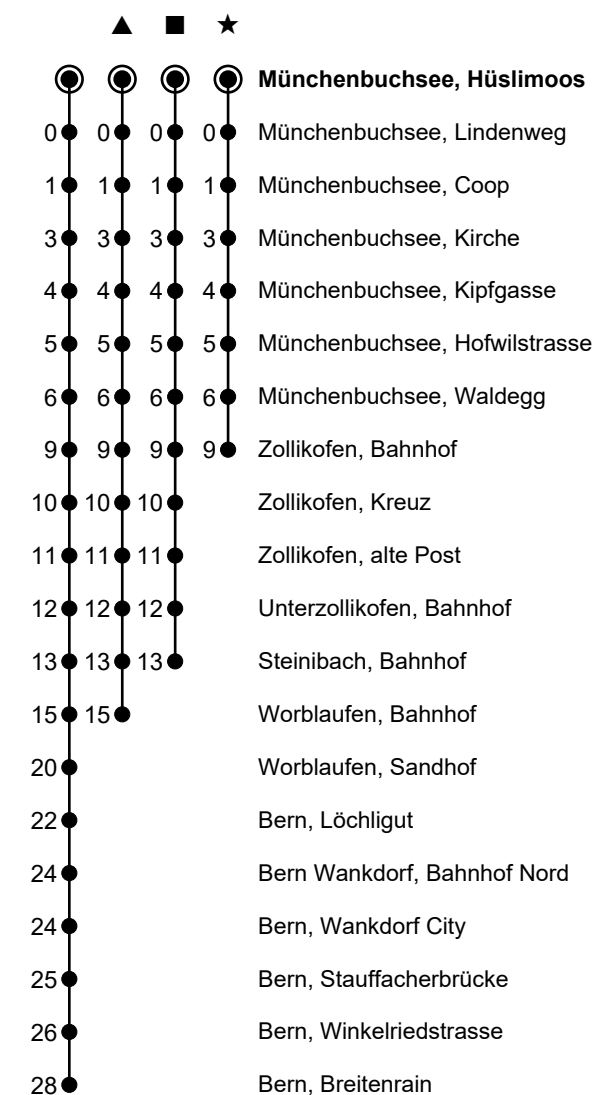 ▲ ■ ★
Münchenbuchsee, Hüslimoos
0 0 0 0 Münchenbuchsee, Lindenweg
1 1 1 1 Münchenbuchsee, Coop
3 3 3 3 Münchenbuchsee, Kirche
4 4 4 4 Münchenbuchsee, Kipfgasse
5 5 5 5 Münchenbuchsee, Hofwilstrasse
6 6 6 6 Münchenbuchsee, Waldegg
9 9 9 9 Zollikofen, Bahnhof
10 10 10 Zollikofen, Kreuz
11 11 11 Zollikofen, alte Post
12 12 12 Unterzollikofen, Bahnhof
13 13 13 Steinibach, Bahnhof
15 15 Worblaufen, Bahnhof
20 Worblaufen, Sandhof
22 Bern, Löchligut
24 Bern Wankdorf, Bahnhof Nord
24 Bern, Wankdorf City
25 Bern, Stauffacherbrücke
26 Bern, Winkelriedstrasse
28 Bern, Breitenrain